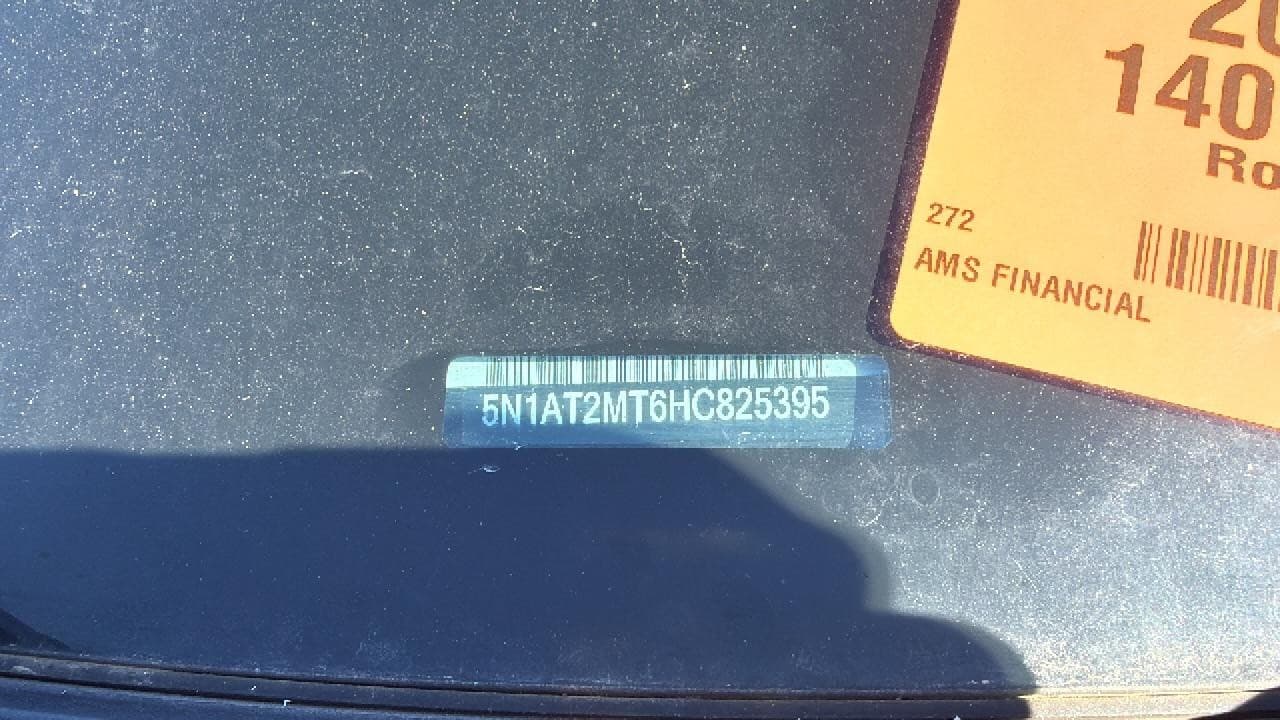 20
140
Ro
272
AMS FINANCIAL
5N1AT2MT6HC825395